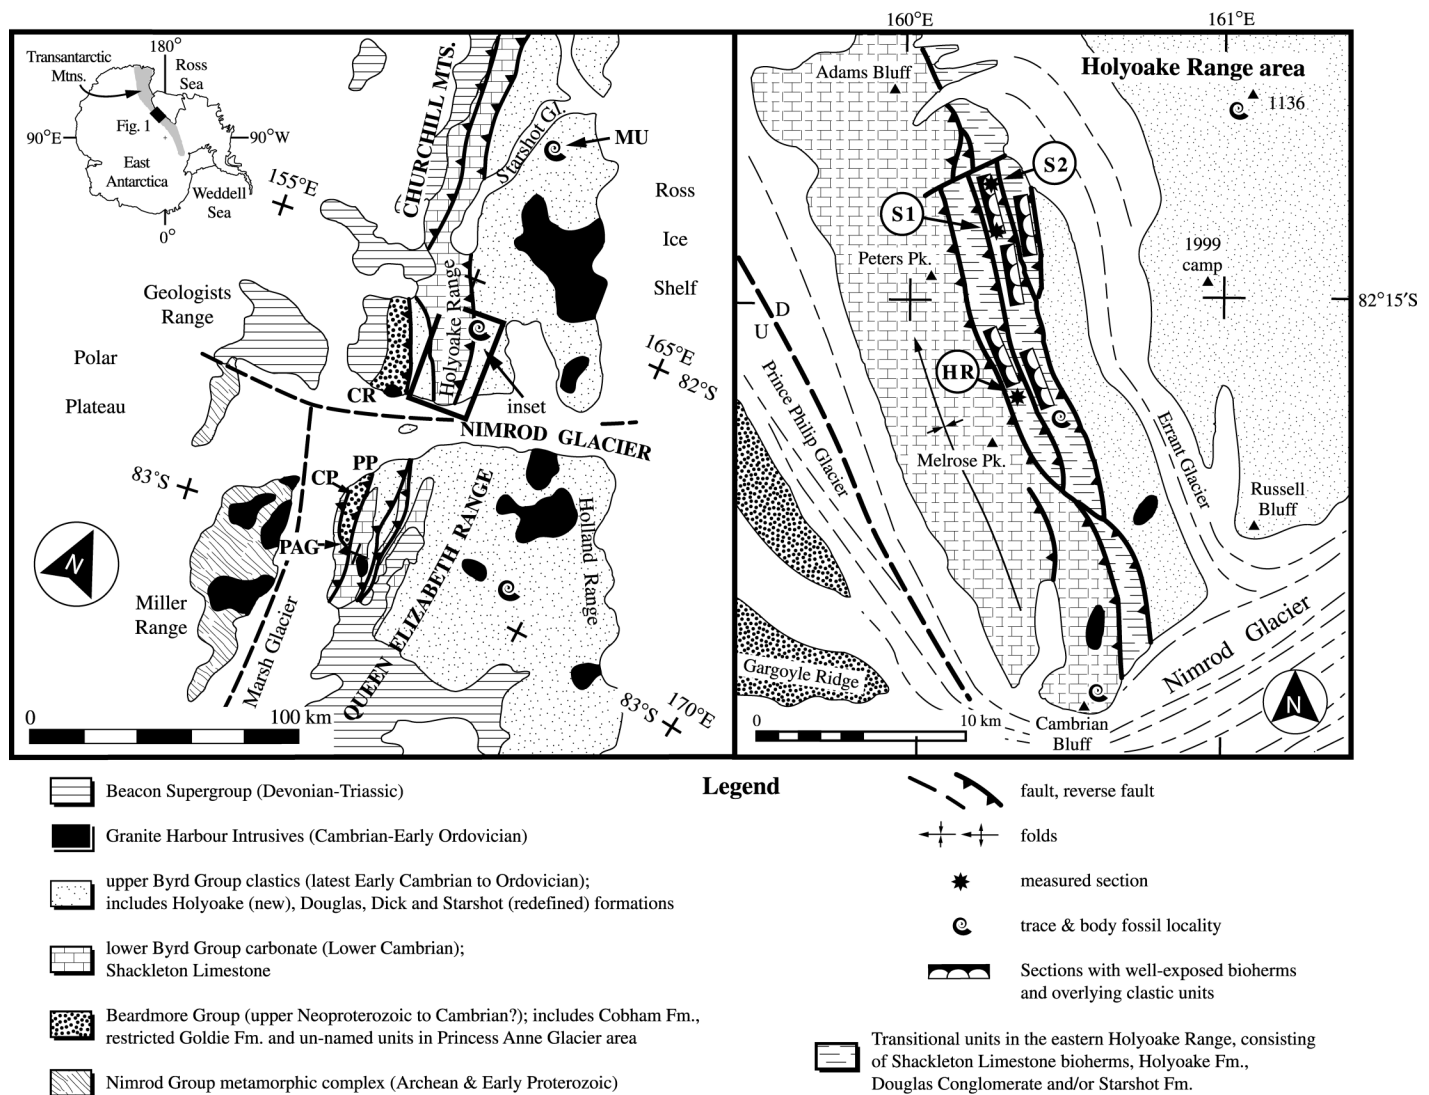 180°
Transantarctic
Mtns.
Ross
Sea
Fig. 1
90°E
90°W
East
Antarctica
Weddell
Sea
0°
155°E
CHURCHILL MTS.
Starshot Gl.
MU
Ross
Ice
Shelf
Geologists
Range
Holyoake Range
Polar
Plateau
CR
inset
165°E
82°S
NIMROD GLACIER
83°S
CP
PP
PAG
N
Miller
Range
Marsh Glacier
QUEEN ELIZABETH RANGE
Holland Range
83°S
170°E
0
100 km
160°E
161°E
Holyoake Range area
Adams Bluff
1136
S2
S1
Peters Pk.
1999
camp
82°15'S
D
U
HR
Prince Philip Glacier
Melrose Pk.
Errant Glacier
Russell
Bluff
Gargoyle Ridge
Nimrod Glacier
N
0
10 km
Cambrian
Bluff
Legend
Beacon Supergroup (Devonian-Triassic)
Granite Harbour Intrusives (Cambrian-Early Ordovician)
upper Byrd Group clastics (latest Early Cambrian to Ordovician);
includes Holyoake (new), Douglas, Dick and Starshot (redefined) formations
lower Byrd Group carbonate (Lower Cambrian);
Shackleton Limestone
Beardmore Group (upper Neoproterozoic to Cambrian?); includes Cobham Fm.,
restricted Goldie Fm. and un-named units in Princess Anne Glacier area
Nimrod Group metamorphic complex (Archean & Early Proterozoic)
fault, reverse fault
folds
measured section
trace & body fossil locality
Sections with well-exposed bioherms
and overlying clastic units
Transitional units in the eastern Holyoake Range, consisting
of Shackleton Limestone bioherms, Holyoake Fm.,
Douglas Conglomerate and/or Starshot Fm.